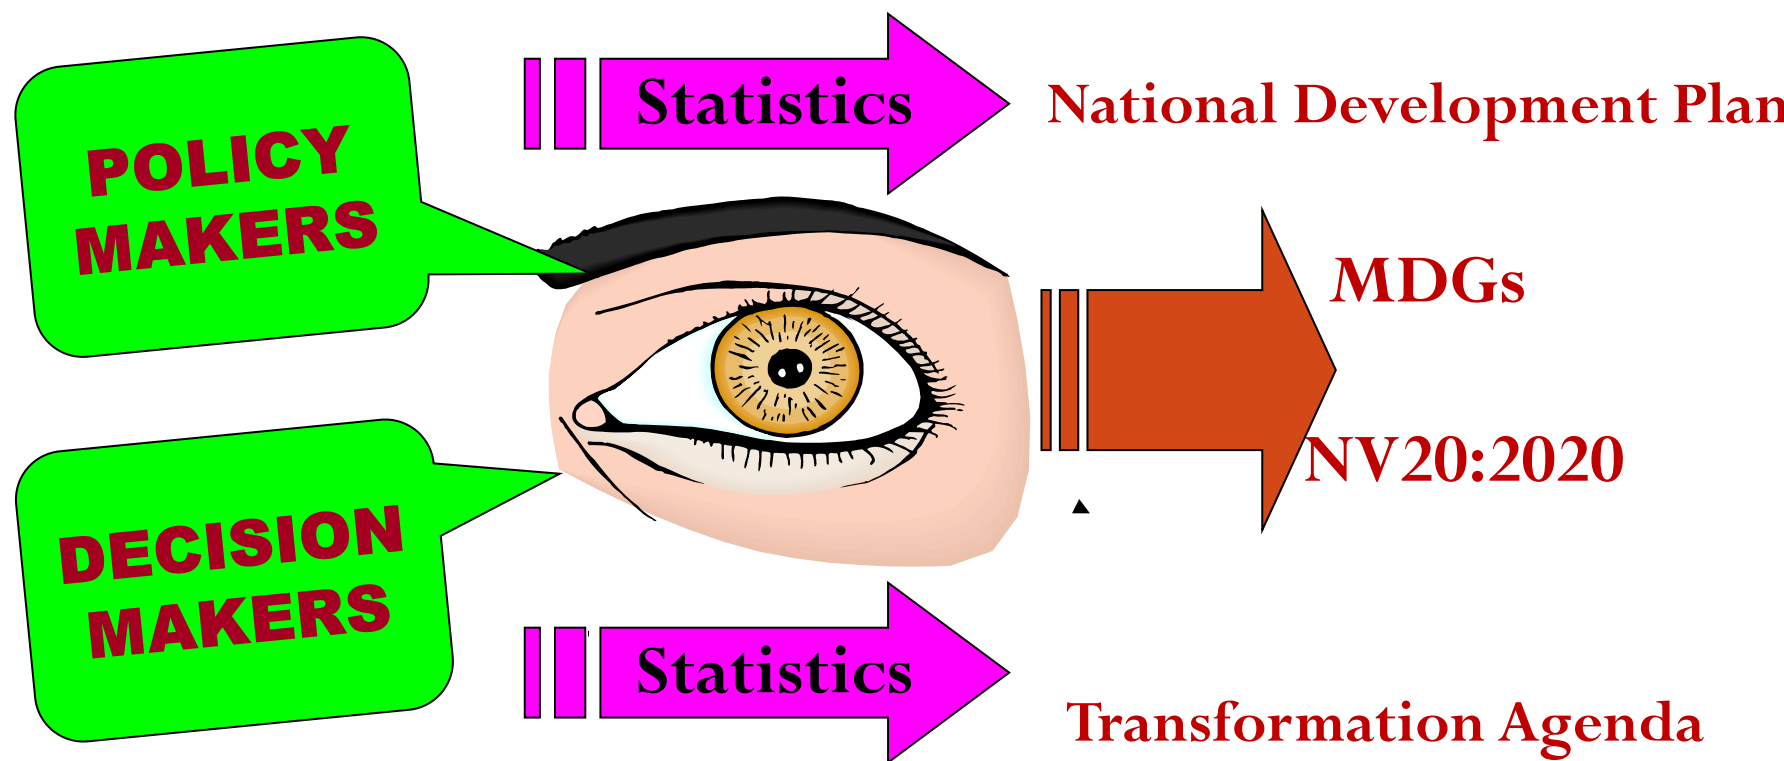 Statistics
National Development Plan
POLICY
MAKERS
MDGs
NV20:2020
DECISION
MAKERS
Statistics
Transformation Agenda